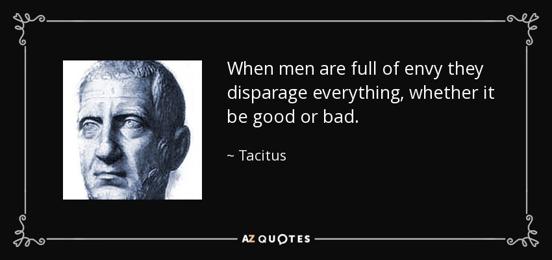 When men are full of envy they
disparage everything, whether it
be good or bad.
~ Tacitus
AZ QUOTES